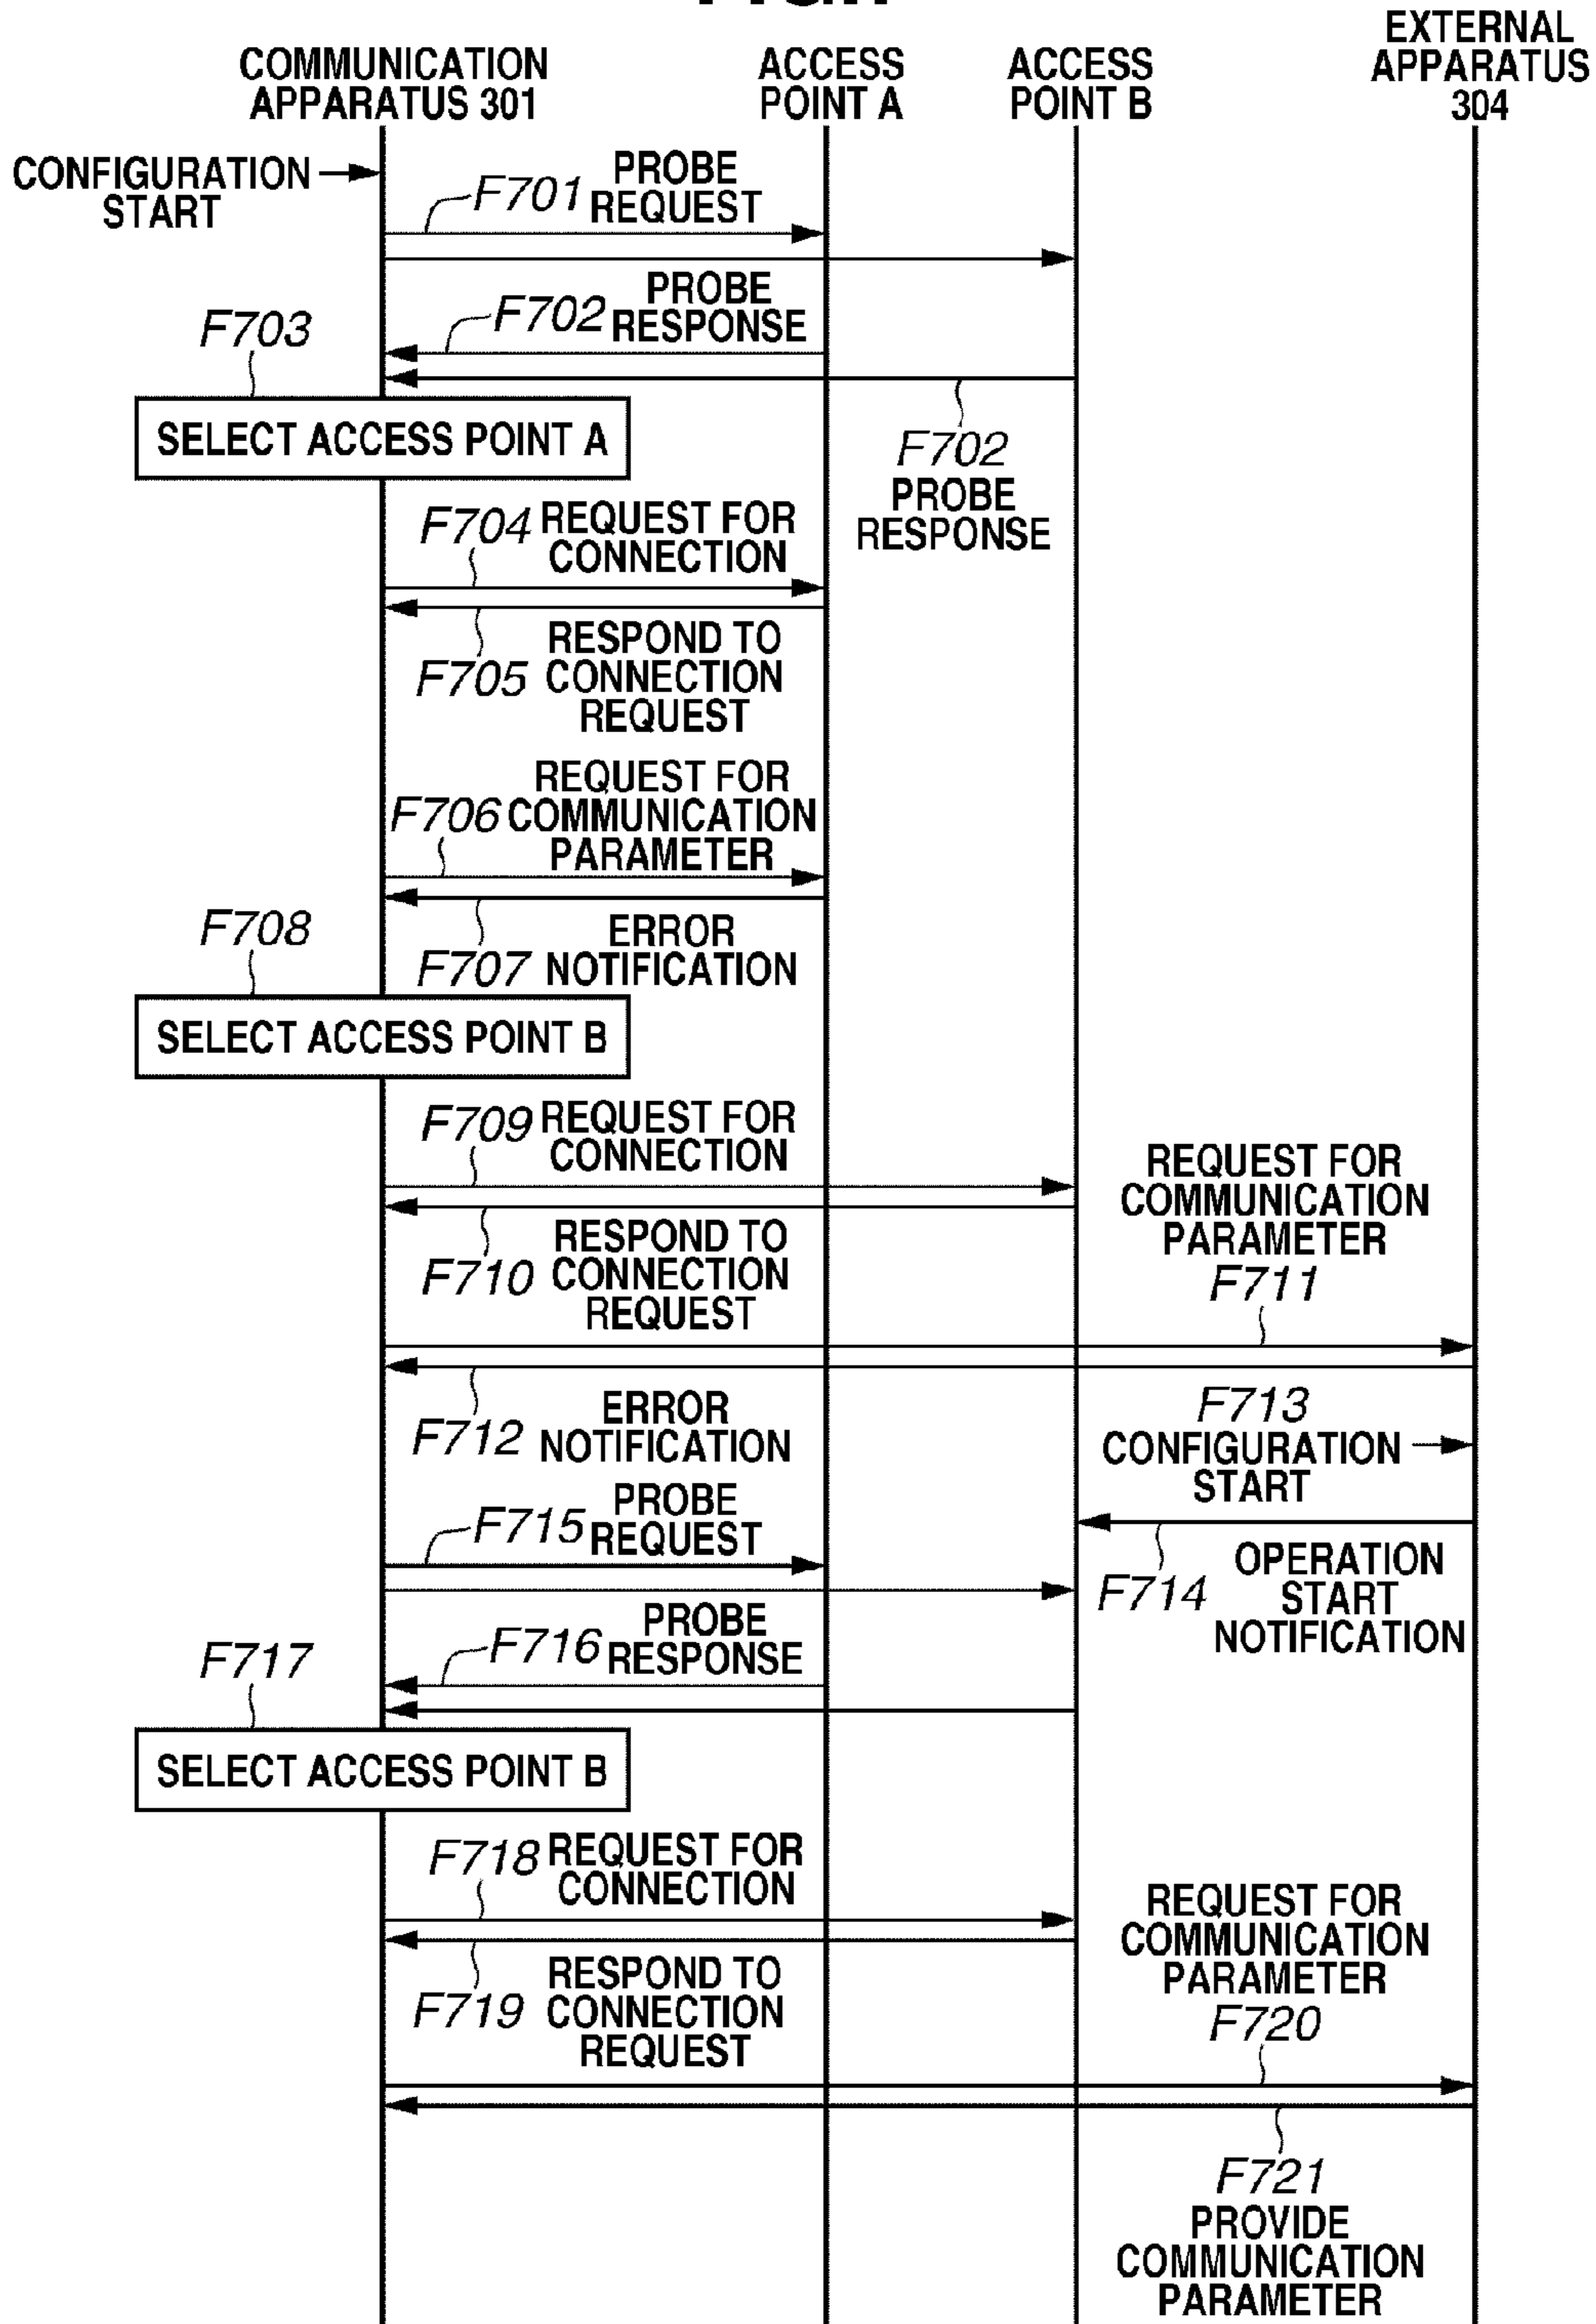 COMMUNICATION
APPARATUS 301
ACCESS
POINT A
ACCESS
POINT B
EXTERNAL
APPARATUS
304
CONFIGURATION
START
F701
PROBE
REQUEST
F702
PROBE
RESPONSE
F703
SELECT ACCESS POINT A
F702
PROBE
RESPONSE
F704
REQUEST FOR
CONNECTION
F705
RESPOND TO
CONNECTION
REQUEST
F706
REQUEST FOR
COMMUNICATION
PARAMETER
F707
ERROR
NOTIFICATION
F708
SELECT ACCESS POINT B
F709
REQUEST FOR
CONNECTION
F710
RESPOND TO
CONNECTION
REQUEST
REQUEST FOR
COMMUNICATION
PARAMETER
F711
F712
ERROR
NOTIFICATION
F713
CONFIGURATION
START
F714
OPERATION
START
NOTIFICATION
F715
PROBE
REQUEST
F716
PROBE
RESPONSE
F717
SELECT ACCESS POINT B
F718
REQUEST FOR
CONNECTION
F719
RESPOND TO
CONNECTION
REQUEST
REQUEST FOR
COMMUNICATION
PARAMETER
F720
F721
PROVIDE
COMMUNICATION
PARAMETER